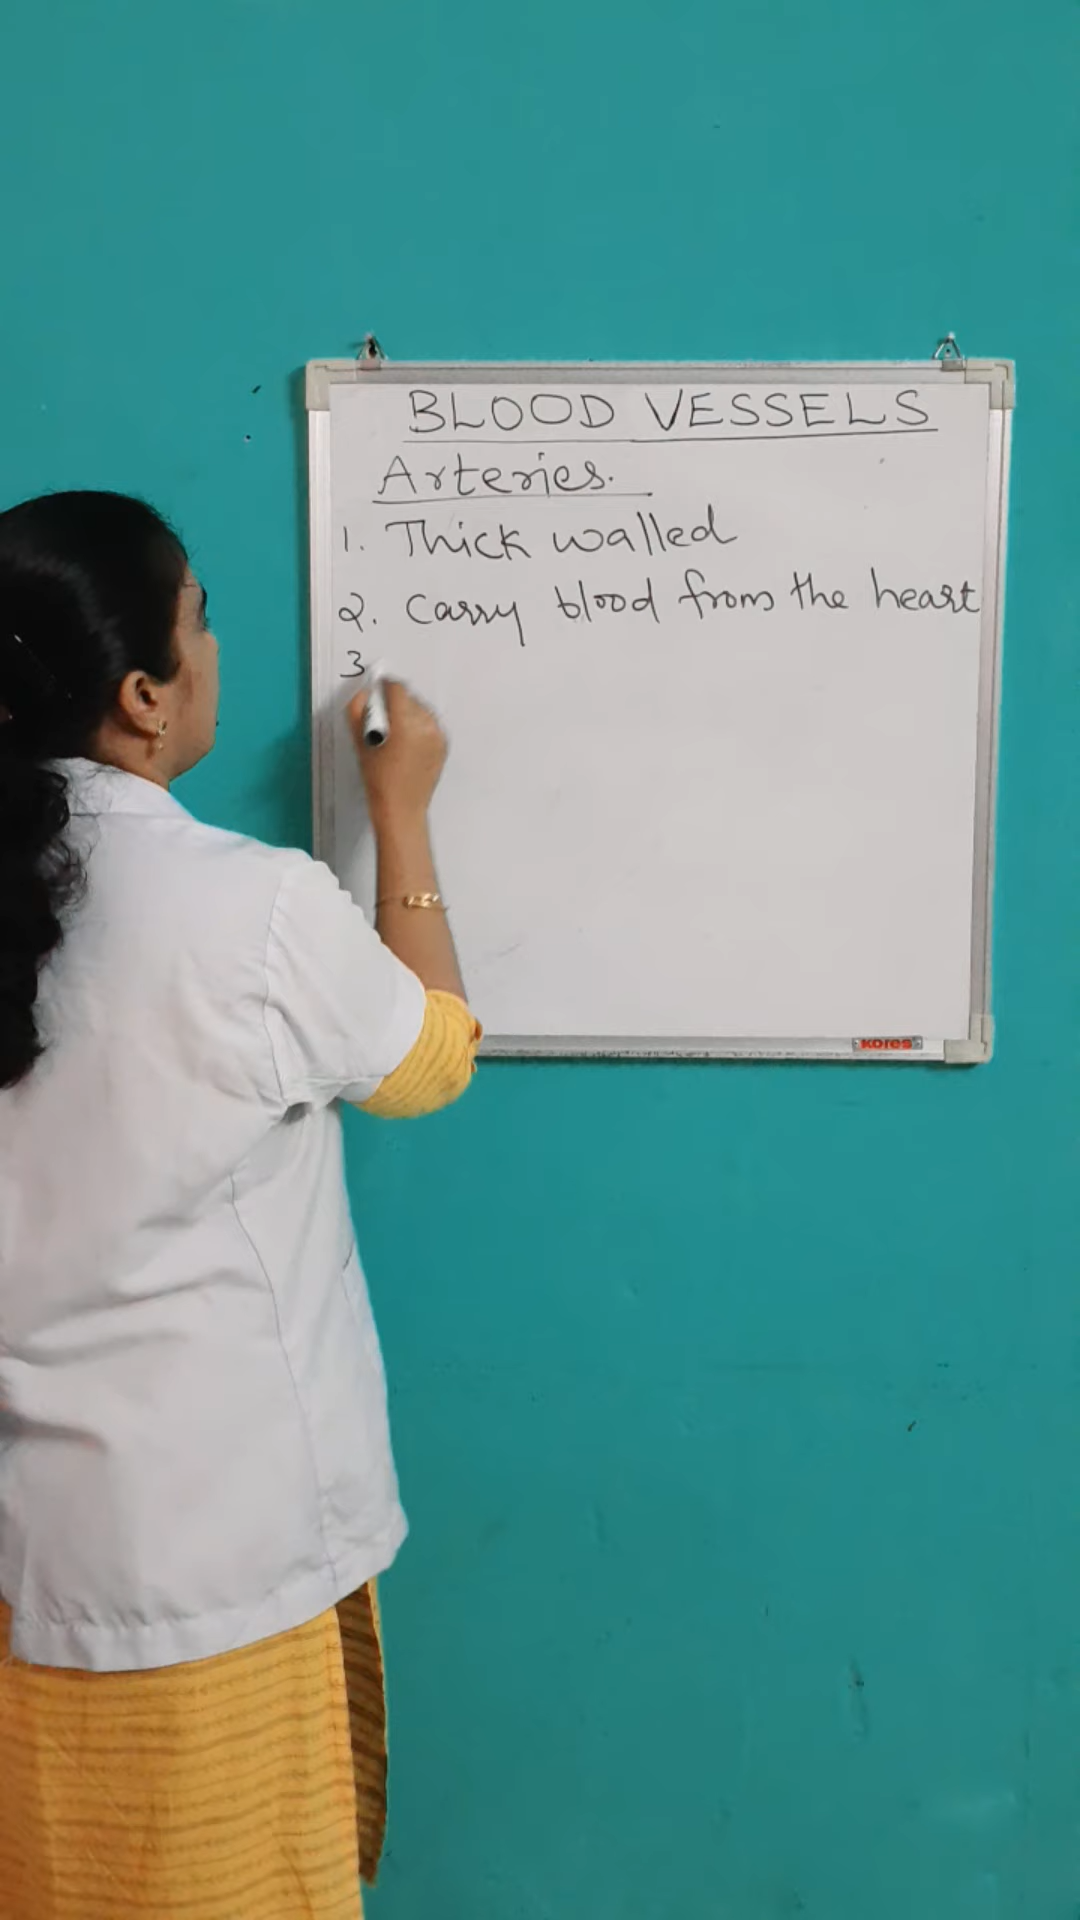 BLOOD VESSELS
Arteries.
1. Thick walled
2. Carry blood from the heart
3
Kores